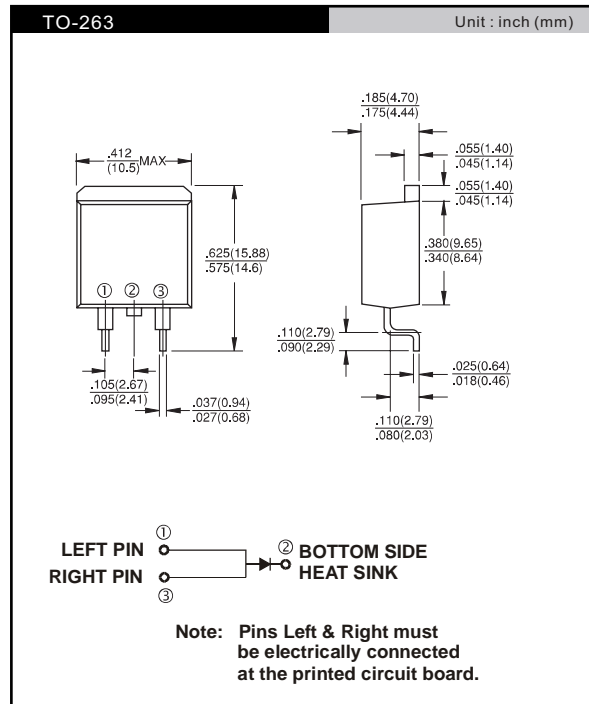 TO-263
Unit : inch (mm)
.185(4.70)
.175(4.44)
.412
(10.5)
MAX
.055(1.40)
.045(1.14)
.055(1.40)
.045(1.14)
.625(15.88)
.575(14.6)
.380(9.65)
.340(8.64)
① ② ③
.110(2.79)
.090(2.29)
.025(0.64)
.018(0.46)
.105(2.67)
.095(2.41)
.037(0.94)
.027(0.68)
.110(2.79)
.080(2.03)
①
LEFT PIN
RIGHT PIN
③
② BOTTOM SIDE
HEAT SINK
Note: Pins Left & Right must
be electrically connected
at the printed circuit board.